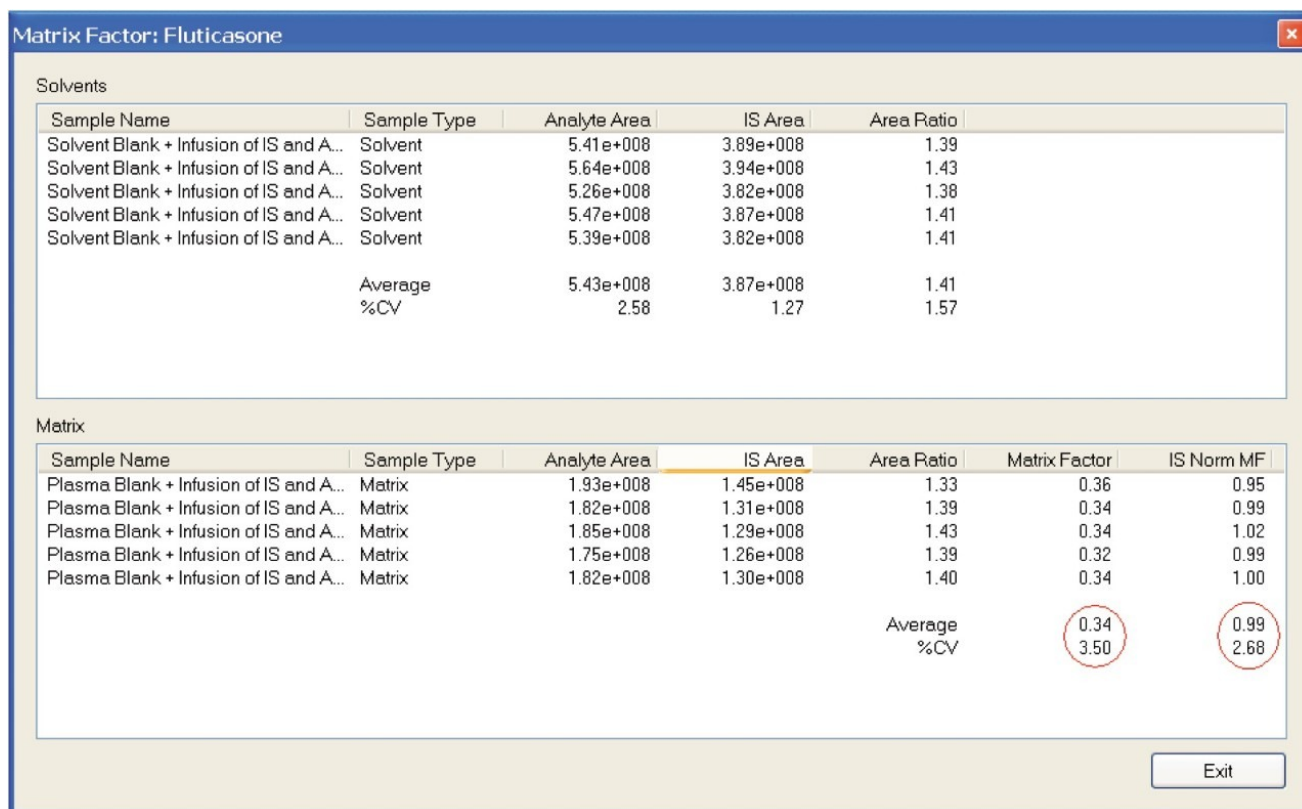 Matrix Factor: Fluticasone
Solvents
Sample Name Sample Type Analyte Area IS Area Area Ratio
Solvent Blank + Infusion of IS and A... Solvent 5.41e+008 3.89e+008 1.39
Solvent Blank + Infusion of IS and A... Solvent 5.64e+008 3.94e+008 1.43
Solvent Blank + Infusion of IS and A... Solvent 5.26e+008 3.82e+008 1.38
Solvent Blank + Infusion of IS and A... Solvent 5.47e+008 3.87e+008 1.41
Solvent Blank + Infusion of IS and A... Solvent 5.39e+008 3.82e+008 1.41
Average 5.43e+008 3.87e+008 1.41
%CV 2.58 1.27 1.57
Matrix
Sample Name Sample Type Analyte Area IS Area Area Ratio Matrix Factor IS Norm MF
Plasma Blank + Infusion of IS and A... Matrix 1.93e+008 1.45e+008 1.33 0.36 0.95
Plasma Blank + Infusion of IS and A... Matrix 1.82e+008 1.31e+008 1.39 0.34 0.99
Plasma Blank + Infusion of IS and A... Matrix 1.85e+008 1.29e+008 1.43 0.34 1.02
Plasma Blank + Infusion of IS and A... Matrix 1.75e+008 1.26e+008 1.39 0.32 0.99
Plasma Blank + Infusion of IS and A... Matrix 1.82e+008 1.30e+008 1.40 0.34 1.00
Average 0.34 0.99
%CV 3.50 2.68
Exit